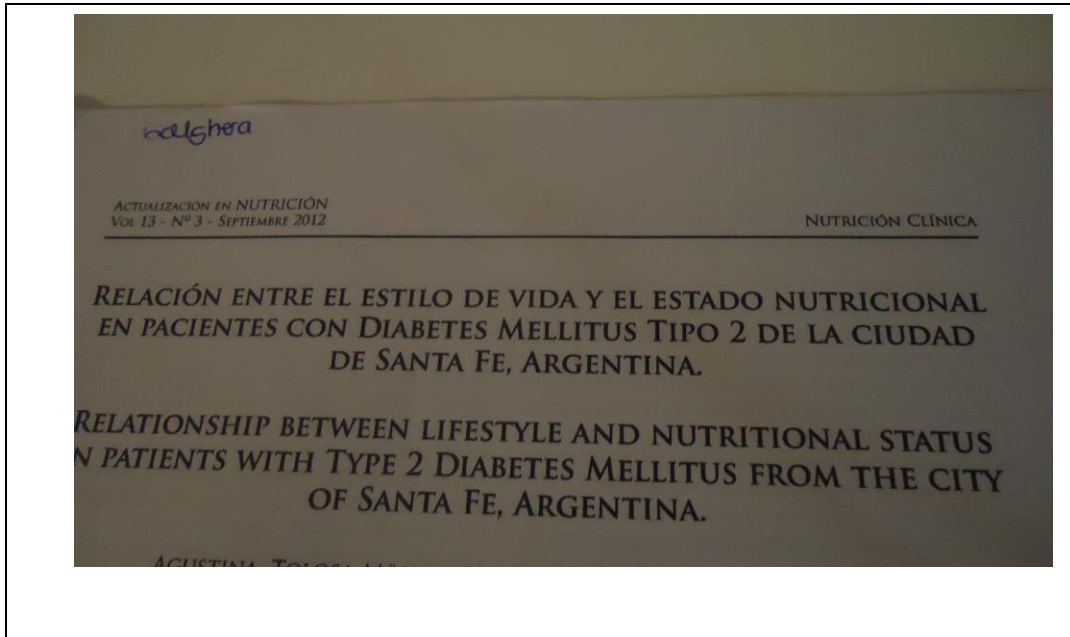 ACTUALIZACIÓN EN NUTRICIÓN
VOL 13 - Nº 3 - SEPTIEMBRE 2012
NUTRICIÓN CLÍNICA
RELACIÓN ENTRE EL ESTILO DE VIDA Y EL ESTADO NUTRICIONAL
EN PACIENTES CON DIABETES MELLITUS TIPO 2 DE LA CIUDAD
DE SANTA FE, ARGENTINA.
RELATIONSHIP BETWEEN LIFESTYLE AND NUTRITIONAL STATUS
N PATIENTS WITH TYPE 2 DIABETES MELLITUS FROM THE CITY
OF SANTA FE, ARGENTINA.
AGUSTINA TOLOSA